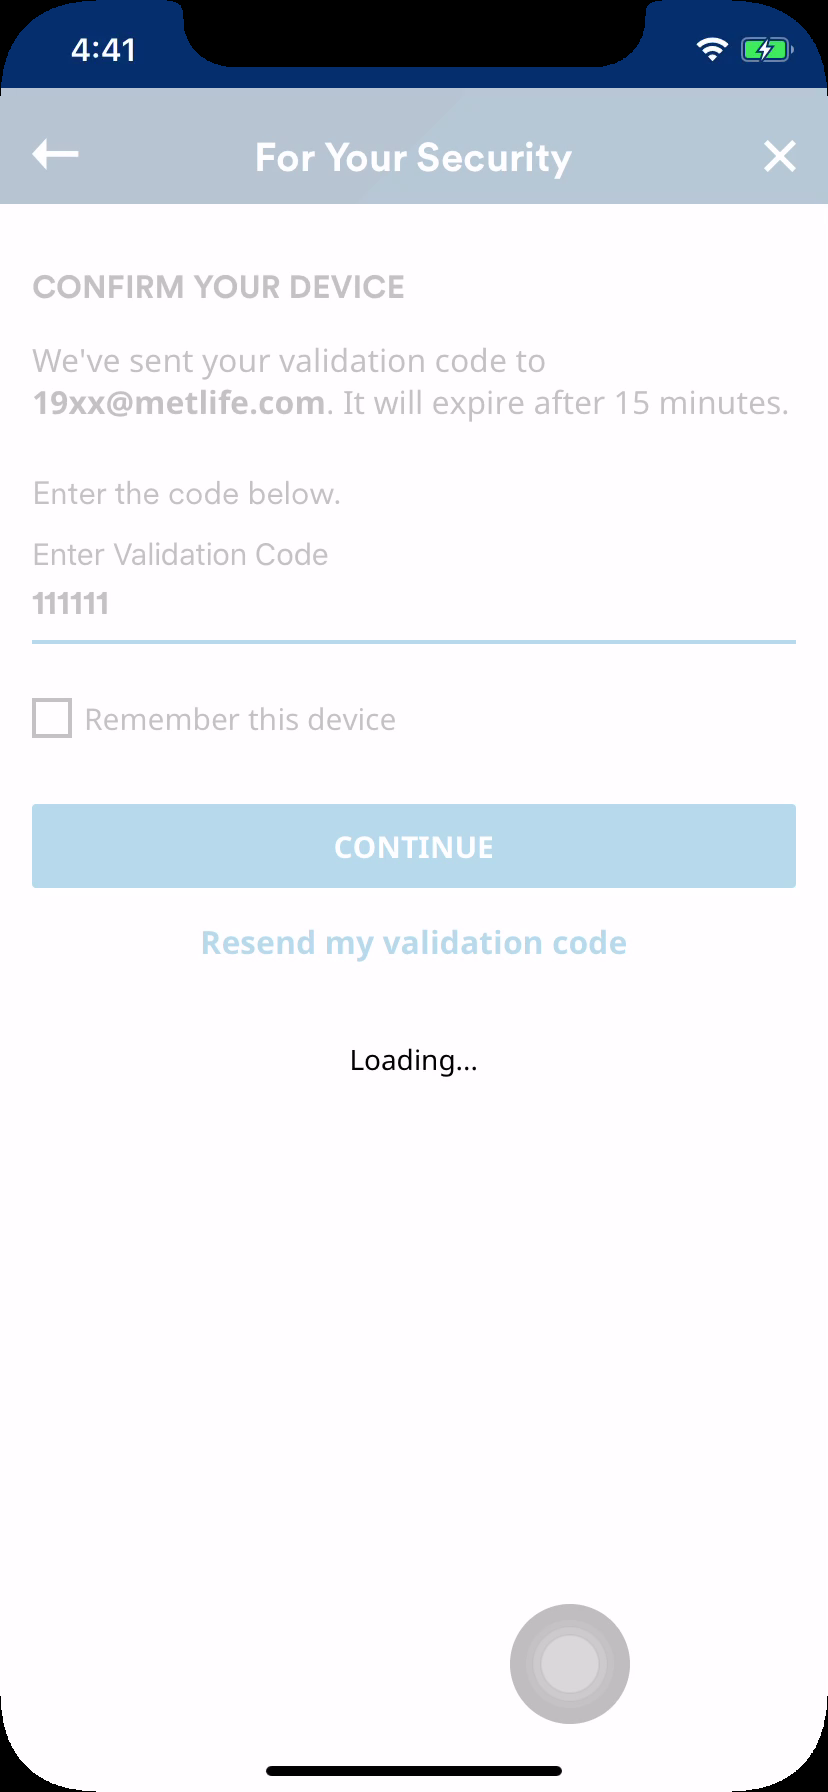 4:41
For Your Security
CONFIRM YOUR DEVICE
We've sent your validation code to
19xx@metlife.com. It will expire after 15 minutes.
Enter the code below.
Enter Validation Code
111111
Remember this device
CONTINUE
Resend my validation code
Loading...